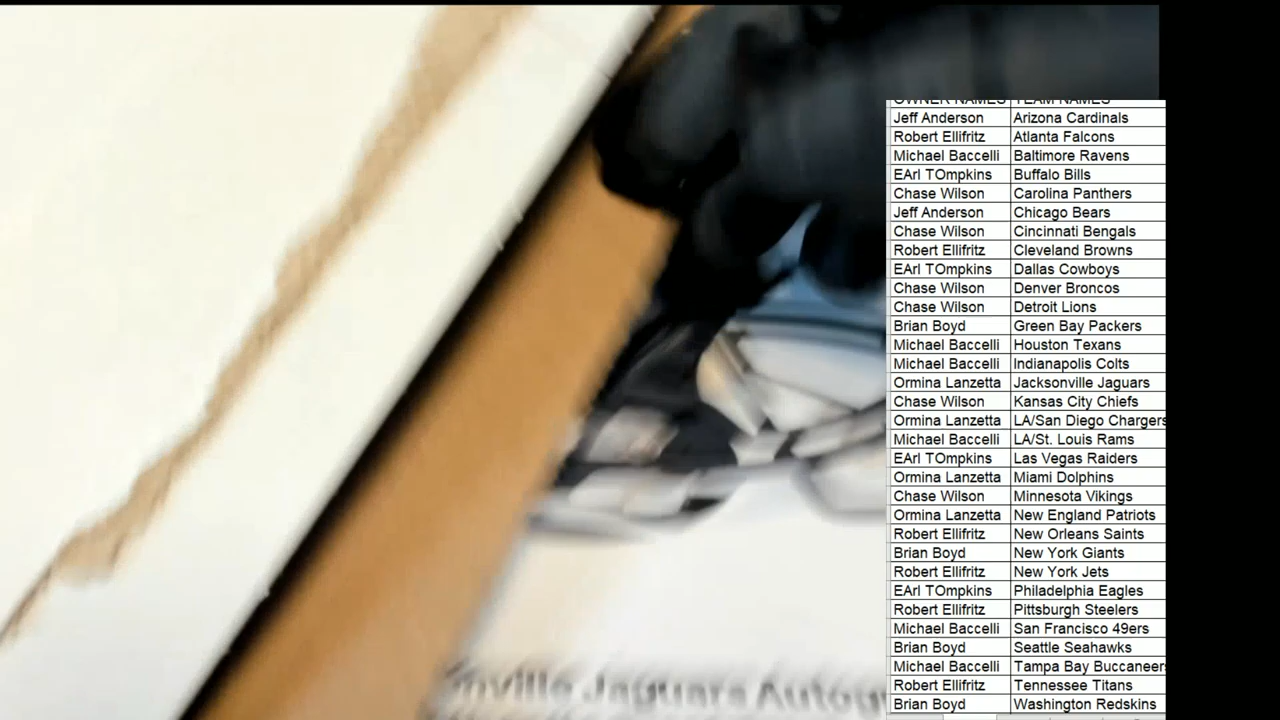 OWNER NAMES TEAM NAMES
Jeff Anderson Arizona Cardinals
Robert Ellifritz Atlanta Falcons
Michael Baccelli Baltimore Ravens
EArl TOmpkins Buffalo Bills
Chase Wilson Carolina Panthers
Jeff Anderson Chicago Bears
Chase Wilson Cincinnati Bengals
Robert Ellifritz Cleveland Browns
EArl TOmpkins Dallas Cowboys
Chase Wilson Denver Broncos
Chase Wilson Detroit Lions
Brian Boyd Green Bay Packers
Michael Baccelli Houston Texans
Michael Baccelli Indianapolis Colts
Ormina Lanzetta Jacksonville Jaguars
Chase Wilson Kansas City Chiefs
Ormina Lanzetta LA/San Diego Chargers
Michael Baccelli LA/St. Louis Rams
EArl TOmpkins Las Vegas Raiders
Ormina Lanzetta Miami Dolphins
Chase Wilson Minnesota Vikings
Ormina Lanzetta New England Patriots
Robert Ellifritz New Orleans Saints
Brian Boyd New York Giants
Robert Ellifritz New York Jets
EArl TOmpkins Philadelphia Eagles
Robert Ellifritz Pittsburgh Steelers
Michael Baccelli San Francisco 49ers
Brian Boyd Seattle Seahawks
Michael Baccelli Tampa Bay Buccaneers
Robert Ellifritz Tennessee Titans
Brian Boyd Washington Redskins
Jaguars